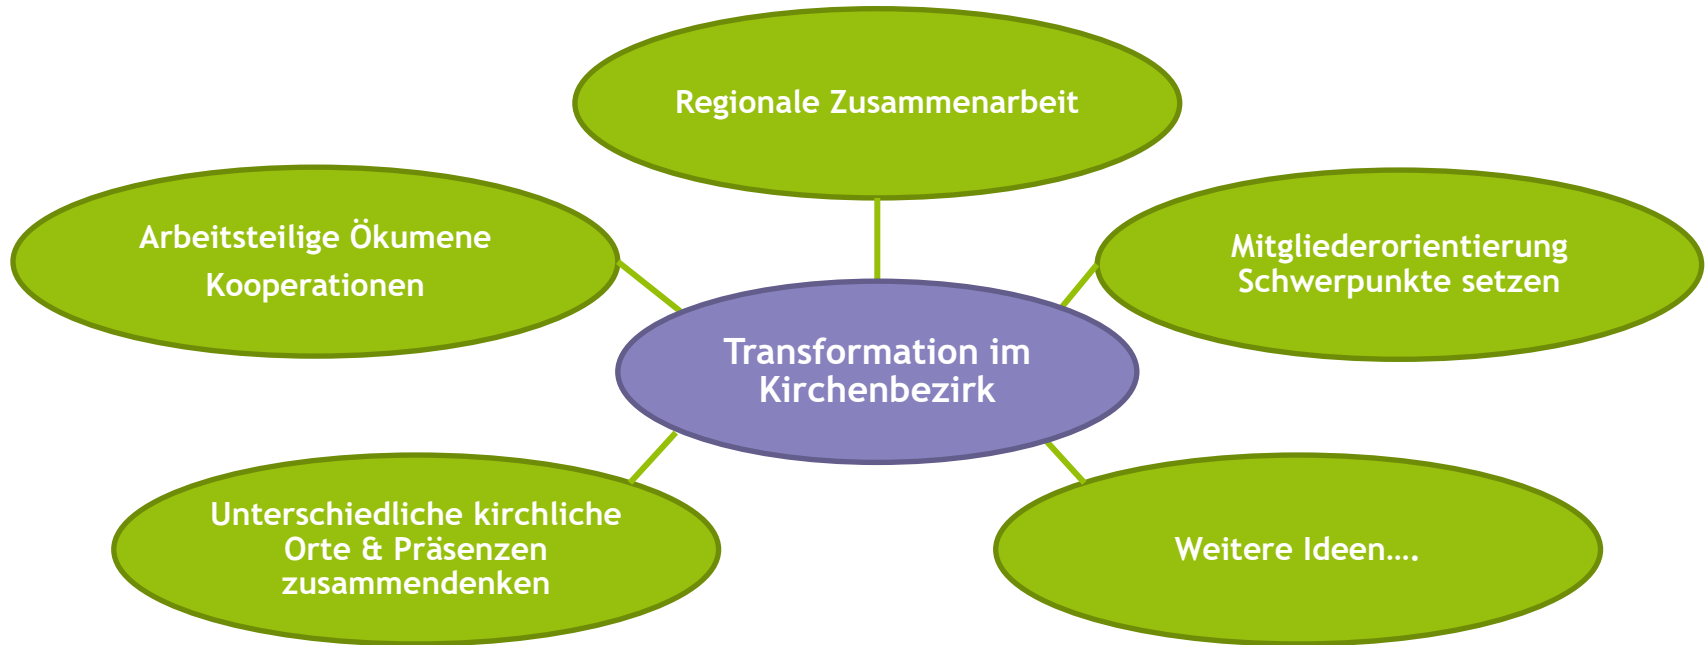 Regionale Zusammenarbeit
Arbeitsteilige Ökumene
Kooperationen
Mitgliederorientierung
Schwerpunkte setzen
Transformation im
Kirchenbezirk
Unterschiedliche kirchliche
Orte & Präsenzen
zusammendenken
Weitere Ideen….